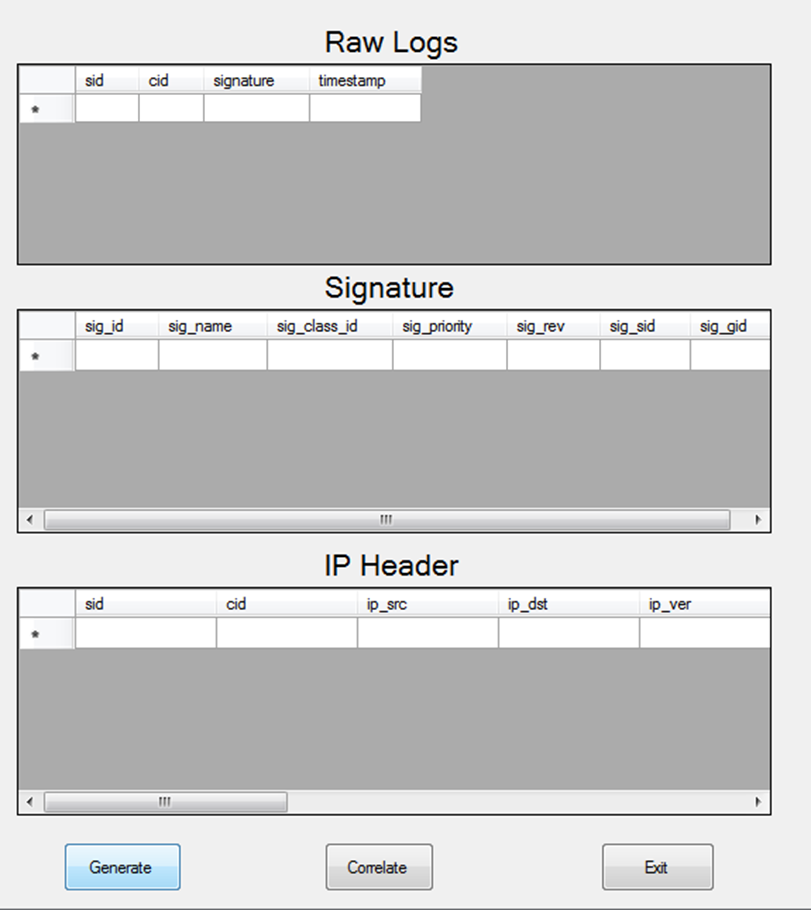 Raw Logs
sid cid signature timestamp
*
Signature
sig_id sig_name sig_class_id sig_priority sig_rev sig_sid sig_gid
*
IP Header
sid cid ip_src ip_dst ip_ver
*
Generate Correlate Exit